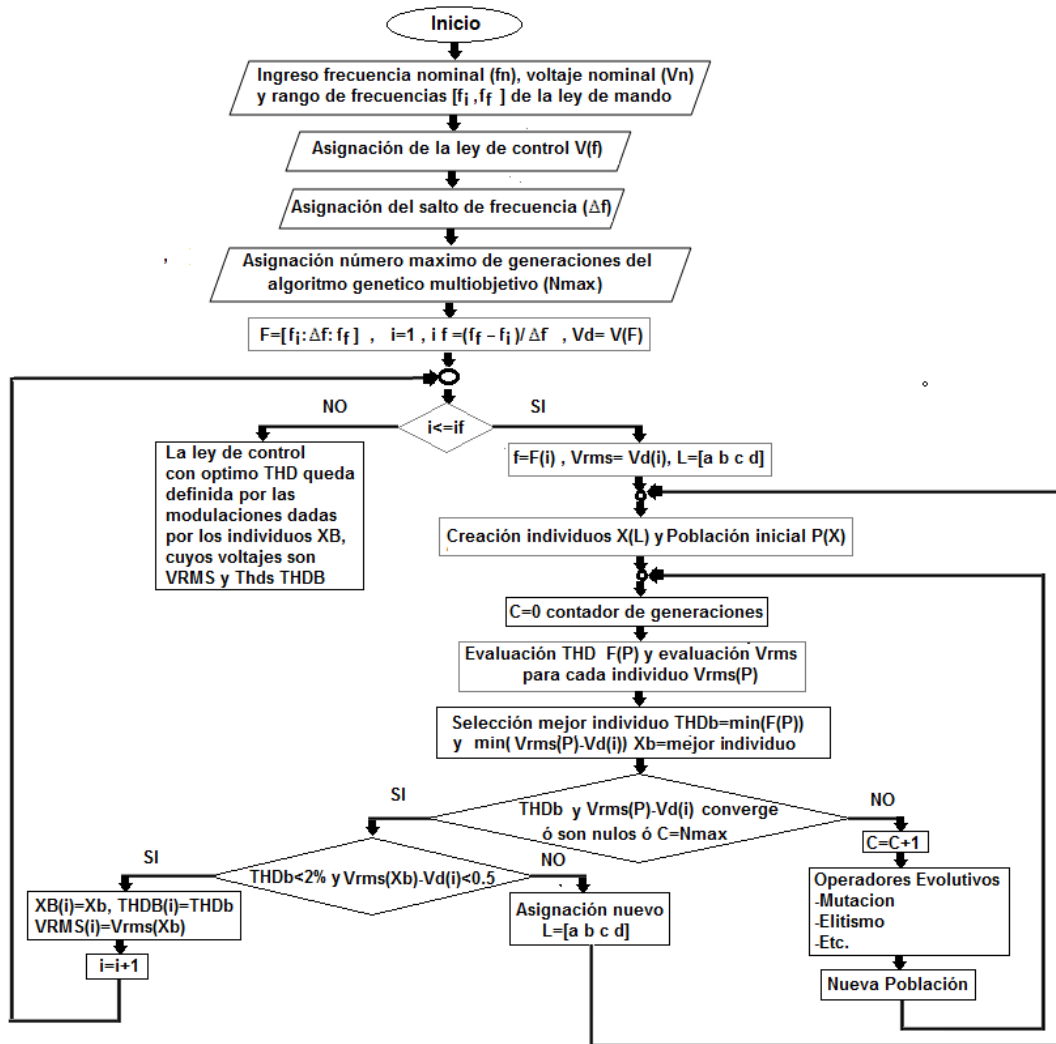 Inicio
Ingreso frecuencia nominal (fn), voltaje nominal (Vn)
y rango de frecuencias [fi ,ff ] de la ley de mando
Asignación de la ley de control V(f)
Asignación del salto de frecuencia (Δf)
Asignación número maximo de generaciones del
algoritmo genetico multiobjetivo (Nmax)
F=[fi:Δf:ff] , i=1 , i f =(ff – fi )/ Δf , Vd= V(F)
i<=if
NO
SI
La ley de control
con optimo THD queda
definida por las
modulaciones dadas
por los individuos XB,
cuyos voltajes son
VRMS y Thds THDB
f=F(i) , Vrms= Vd(i), L=[a b c d]
Creación individuos X(L) y Población inicial P(X)
C=0 contador de generaciones
Evaluación THD F(P) y evaluación Vrms
para cada individuo Vrms(P)
Selección mejor individuo THDb=min(F(P))
y min( Vrms(P)-Vd(i)) Xb=mejor individuo
THDb y Vrms(P)-Vd(i) converge
ó son nulos ó C=Nmax
SI
NO
C=C+1
Operadores Evolutivos
-Mutacion
-Elitismo
-Etc.
Nueva Población
THDb<2% y Vrms(Xb)-Vd(i)<0.5
SI
NO
XB(i)=Xb, THDB(i)=THDb
VRMS(i)=Vrms(Xb)
i=i+1
Asignación nuevo
L=[a b c d]